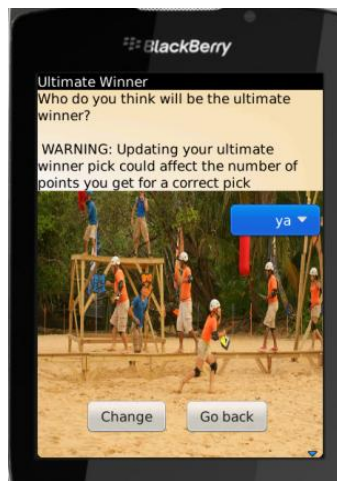 BlackBerry
Ultimate Winner
Who do you think will be the ultimate
winner?
WARNING: Updating your ultimate
winner pick could affect the number of
points you get for a correct pick
ya
Change
Go back